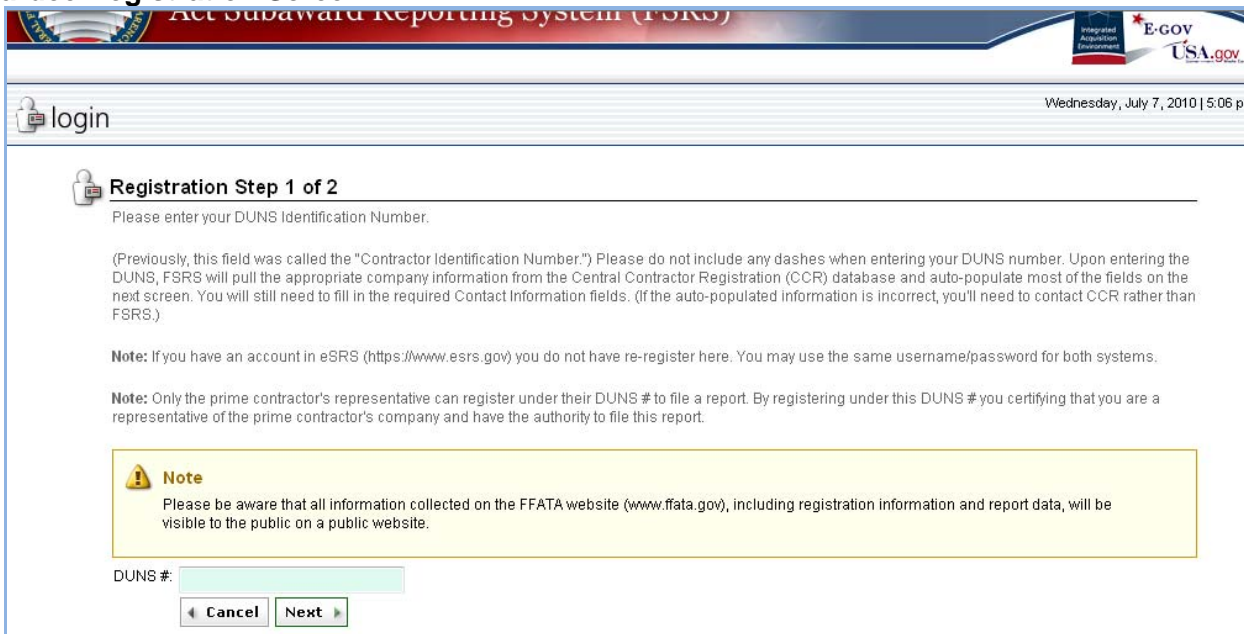 Act Subaward Reporting System (FSRS)
Integrated
Acquisition
Environment
E-GOV
USA.gov
Wednesday, July 7, 2010 | 5:06 p
login
Registration Step 1 of 2
Please enter your DUNS Identification Number.
(Previously, this field was called the "Contractor Identification Number.") Please do not include any dashes when entering your DUNS number. Upon entering the
DUNS, FSRS will pull the appropriate company information from the Central Contractor Registration (CCR) database and auto-populate most of the fields on the
next screen. You will still need to fill in the required Contact Information fields. (If the auto-populated information is incorrect, you'll need to contact CCR rather than
FSRS.)
Note: If you have an account in eSRS (https://www.esrs.gov) you do not have re-register here. You may use the same username/password for both systems.
Note: Only the prime contractor's representative can register under their DUNS # to file a report. By registering under this DUNS # you certifying that you are a
representative of the prime contractor's company and have the authority to file this report.
Note
Please be aware that all information collected on the FFATA website (www.ffata.gov), including registration information and report data, will be
visible to the public on a public website.
DUNS #:
Cancel Next